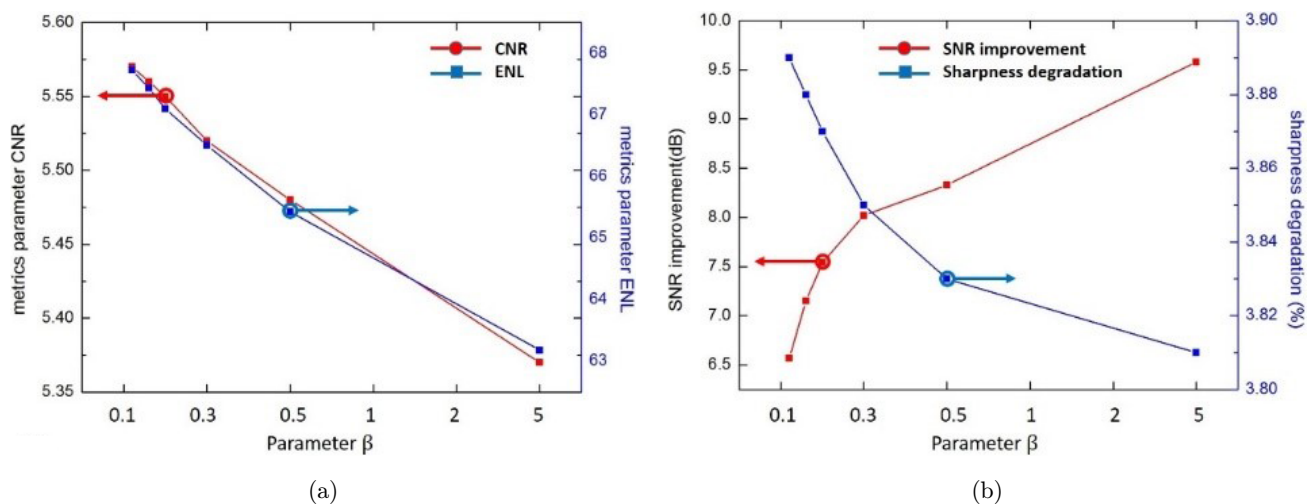 5.60
5.55
5.50
5.45
5.40
5.35
metrics parameter CNR
CNR
ENL
68
67
66
65
64
63
metrics parameter ENL
0.1 0.3 0.5 1 2 5
Parameter β
(a)
10.0
9.5
9.0
8.5
8.0
7.5
7.0
6.5
SNR improvement(dB)
SNR improvement
Sharpness degradation
3.90
3.88
3.86
3.84
3.82
3.80
sharpness degradation (%)
0.1 0.3 0.5 1 2 5
Parameter β
(b)